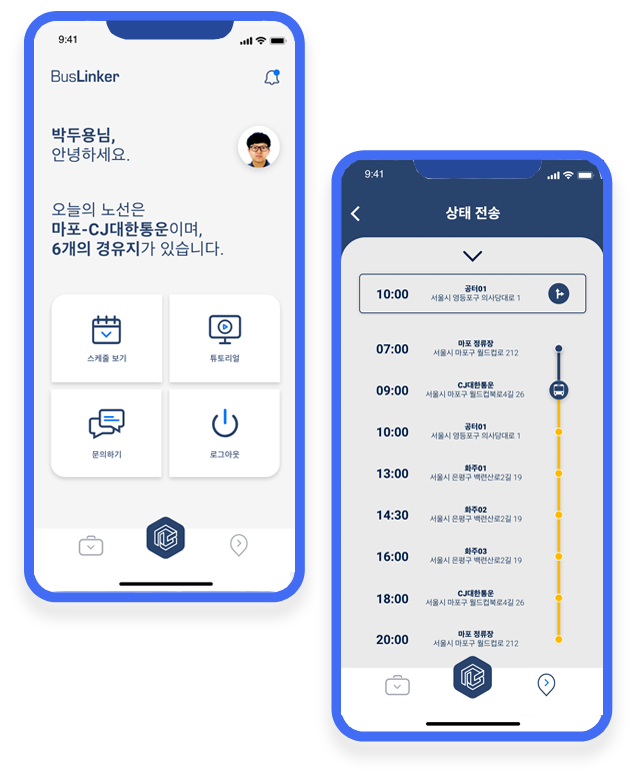 9:41
BusLinker
박두용님,
안녕하세요.
오늘의 노선은
마포-CJ대한통운이며,
6개의 경유지가 있습니다.
스케줄 보기
튜토리얼
문의하기
로그아웃
9:41
상태 전송
10:00
공터01
서울시 영등포구 의사당대로 1
07:00
마포 정류장
서울시 마포구 월드컵로 212
09:00
CJ대한통운
서울시 마포구 월드컵북로4길 26
10:00
공터01
서울시 영등포구 의사당대로 1
13:00
화주01
서울시 은평구 백련산로2길 19
14:30
화주02
서울시 은평구 백련산로2길 19
16:00
화주03
서울시 은평구 백련산로2길 19
18:00
CJ대한통운
서울시 마포구 월드컵북로4길 26
20:00
마포 정류장
서울시 마포구 월드컵로 212